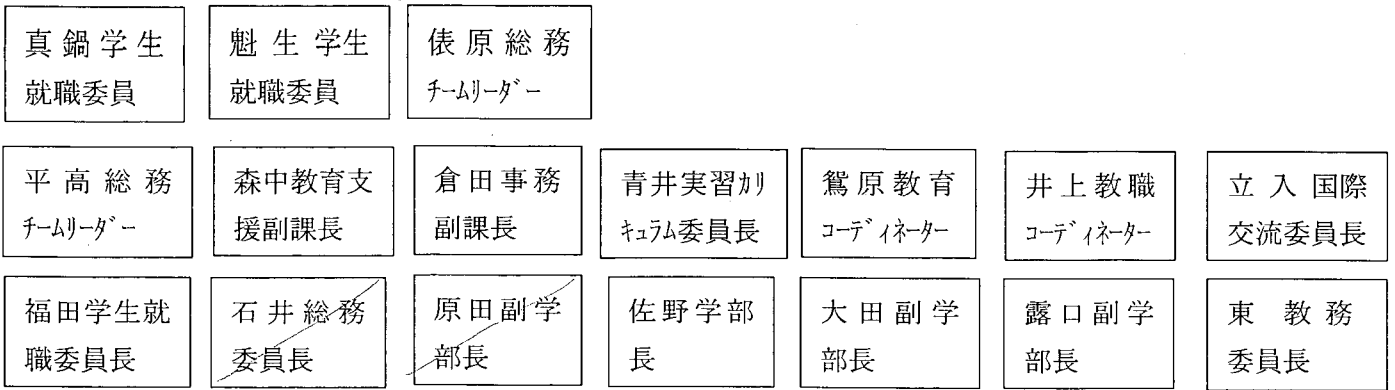 真鍋学生
就職委員
魁生学生
就職委員
俵原総務
ﾁｰﾑﾘｰﾀﾞｰ
平高総務
ﾁｰﾑﾘｰﾀﾞｰ
森中教育支
援副課長
倉田事務
副課長
青井実習ｶﾘ
ｷｭﾗﾑ委員長
鴛原教育
ｺｰﾃﾞｨﾈｰﾀｰ
井上教職
ｺｰﾃﾞｨﾈｰﾀｰ
立入国際
交流委員長
福田学生就
職委員長
石井総務
委員長
原田副学
部長
佐野学部
長
大田副学
部長
露口副学
部長
東 教務
委員長